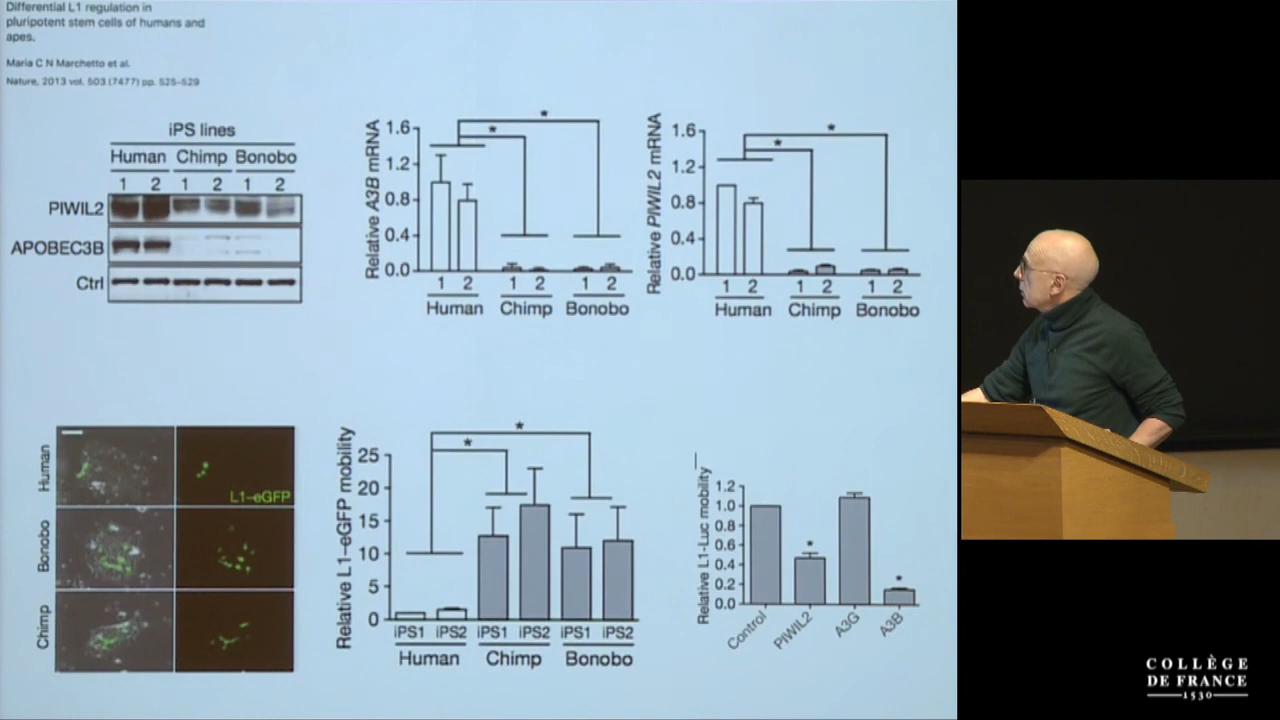 Differential L1 regulation in
pluripotent stem cells of humans and
apes.
Maria C N Marchetto et al.
Nature, 2013 vol. 503 (7477) pp. 525-529
iPS lines
Human Chimp Bonobo
1 2 1 2 1 2
PIWIL2
APOBEC3B
Ctrl
Relative A3B mRNA
1.6
1.2
0.8
0.4
0.0
* *
1 2 1 2 1 2
Human Chimp Bonobo
Relative PIWIL2 mRNA
1.6
1.2
0.8
0.4
0.0
* *
1 2 1 2 1 2
Human Chimp Bonobo
Human
Bonobo
Chimp
L1-eGFP
Relative L1-eGFP mobility
25
20
15
10
5
0
* *
iPS1 iPS2 iPS1 iPS2 iPS1 iPS2
Human Chimp Bonobo
Relative L1-Luc mobility
1.2
1.0
0.8
0.6
0.4
0.2
0.0
* *
Control PIWIL2 A3G A3B
COLLÈGE
DE FRANCE
1530